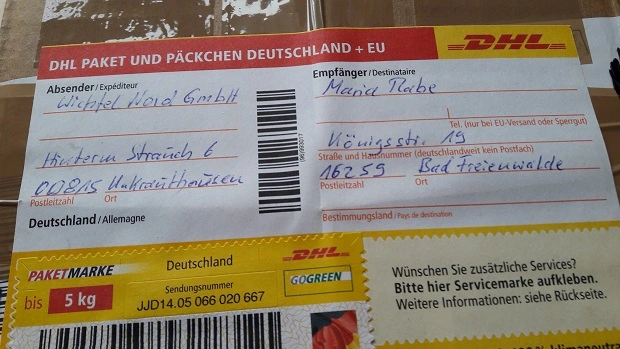 DHL PAKET UND PÄCKCHEN DEUTSCHLAND + EU
DHL
Absender/Expéditeur
Wichtel Nord GmbH
Hinterm Strauch 6
00815 Unkrauthausen
Postleitzahl Ort
Deutschland/Allemagne
Empfänger/Destinataire
Maria Rabe
Tel. (nur bei EU-Versand oder Sperrgut)
Königsstr. 19
Straße und Hausnummer (deutschlandweit kein Postfach)
16259 Bad Freienwalde
Postleitzahl Ort
Bestimmungsland/Pays de destination
PAKETMARKE
bis 5 kg
Deutschland
Sendungsnummer
JJD14.05 066 020 667
DHL
GOGREEN
Wünschen Sie zusätzliche Services?
Bitte hier Servicemarke aufkleben.
Weitere Informationen: siehe Rückseite.